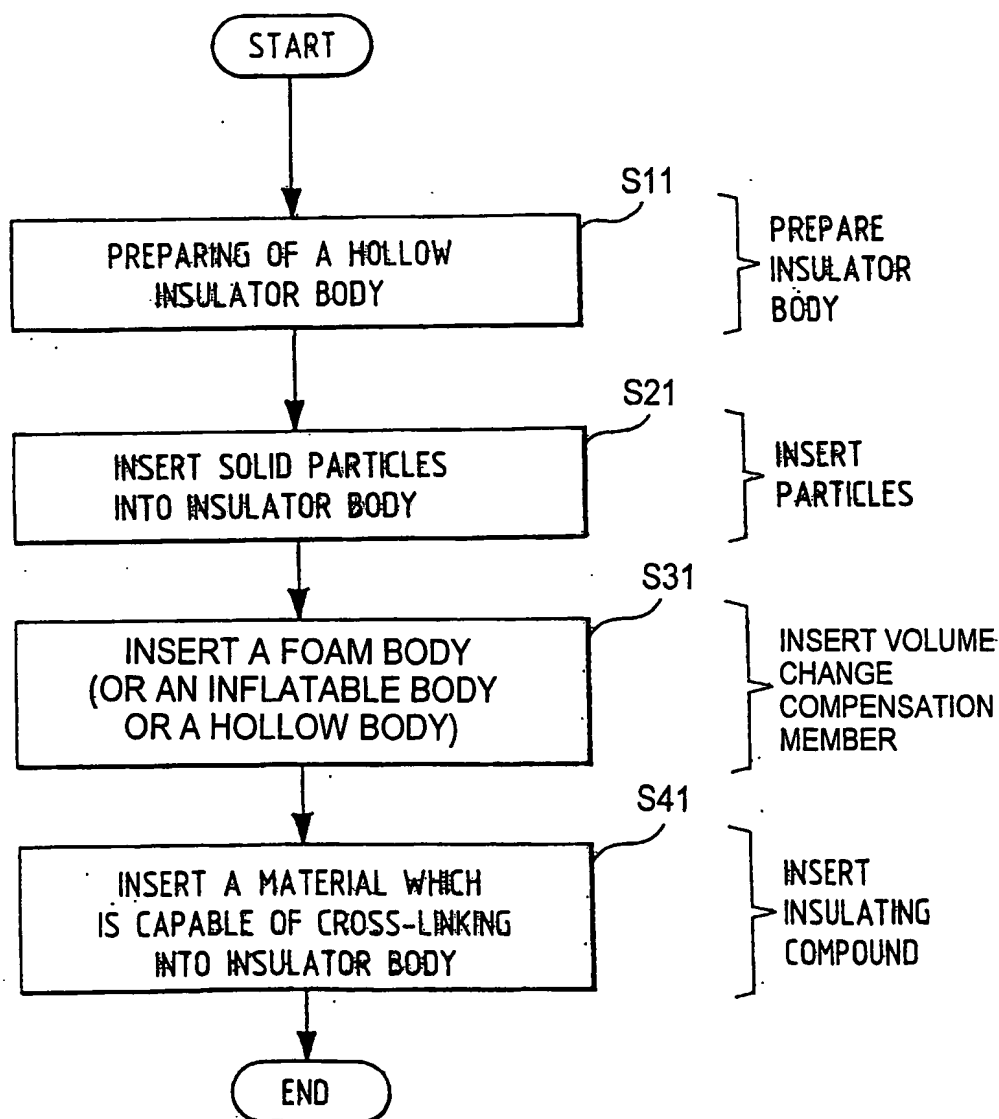 START
S11
PREPARING OF A HOLLOW
INSULATOR BODY
PREPARE
INSULATOR
BODY
S21
INSERT SOLID PARTICLES
INTO INSULATOR BODY
INSERT
PARTICLES
S31
INSERT A FOAM BODY
(OR AN INFLATABLE BODY
OR A HOLLOW BODY)
INSERT VOLUME
CHANGE
COMPENSATION
MEMBER
S41
INSERT A MATERIAL WHICH
IS CAPABLE OF CROSS-LINKING
INTO INSULATOR BODY
INSERT
INSULATING
COMPOUND
END